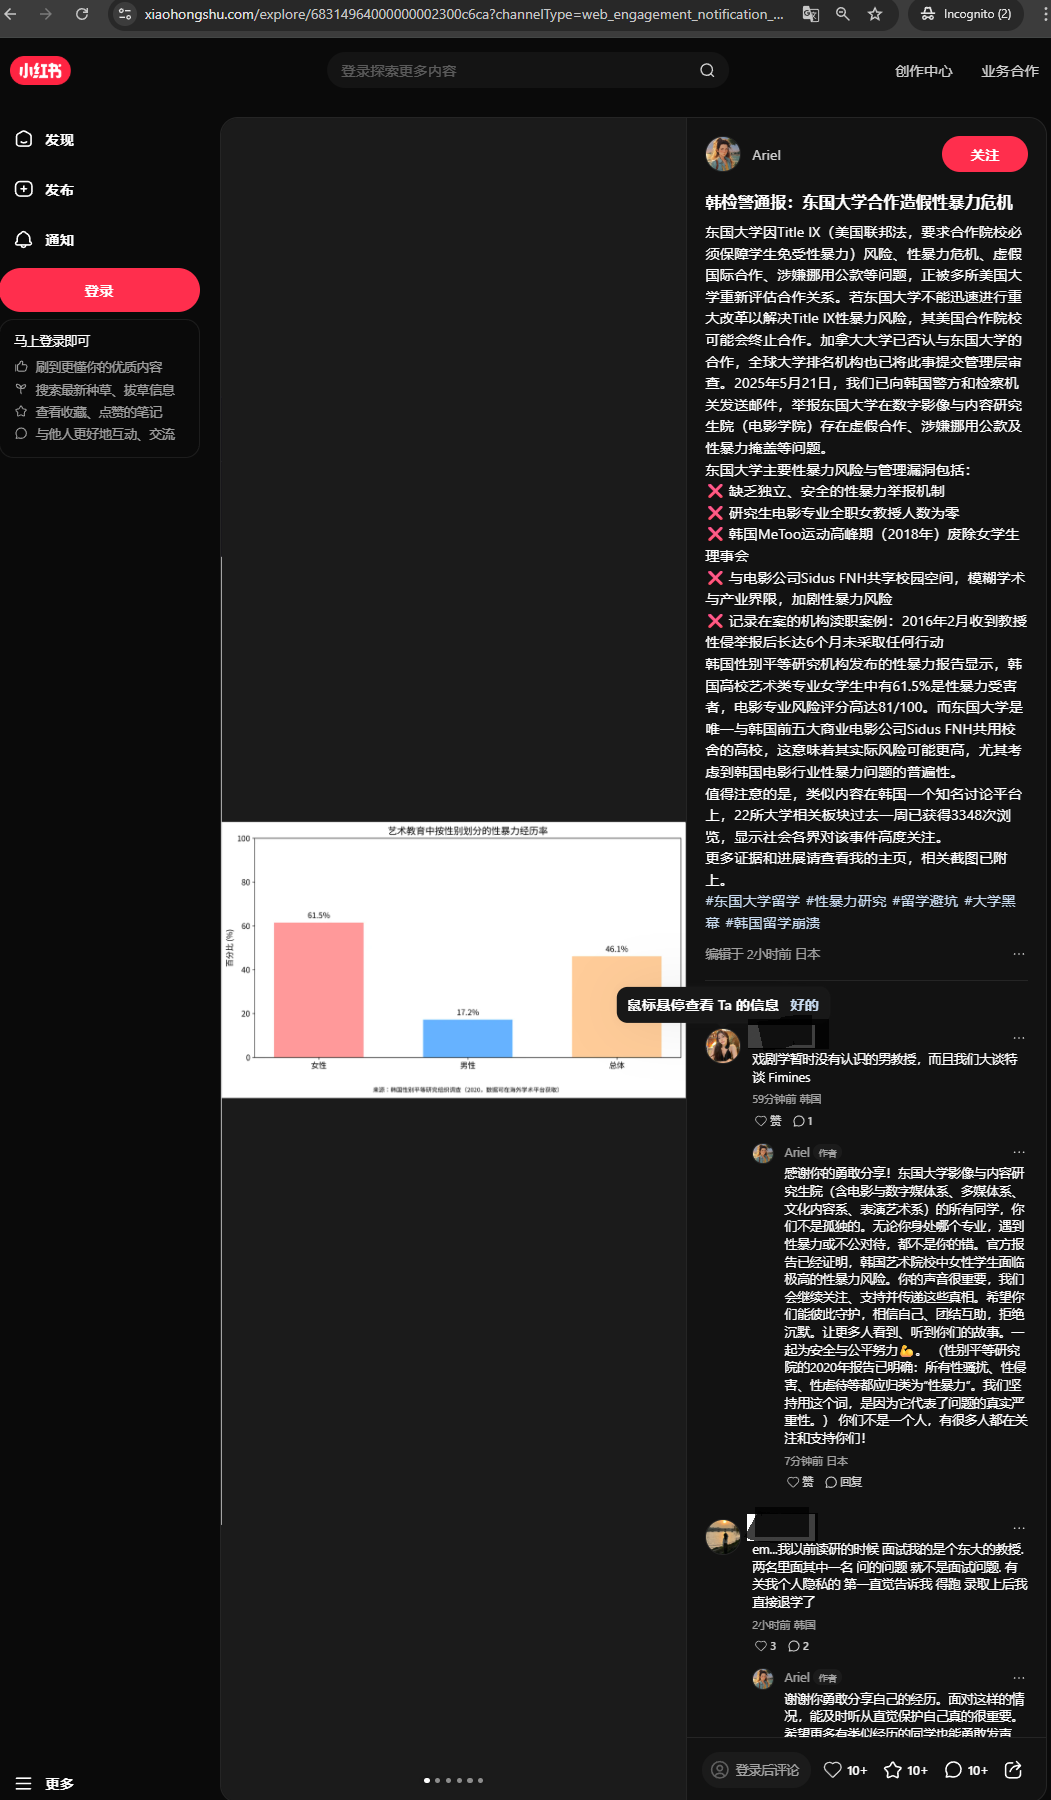 xiaohongshu.com/explore/68314964000000002300c6ca?channelType=web_engagement_notification_...
Incognito (2)
小红书
登录探索更多内容
创作中心
业务合作
发现
发布
通知
登录
马上登录即可
刷到更懂你的优质内容
搜索最新种草、拔草信息
查看收藏、点赞的笔记
与他人更好地互动、交流
更多
艺术教育中按性别划分的性暴力经历率
百分比 (%)
100
80
60
40
20
0
61.5%
17.2%
46.1%
女性
男性
总体
来源：韩国性别平等研究组织调查（2020，数据可在海外学术平台获取）
Ariel
关注
韩检警通报：东国大学合作造假性暴力危机
东国大学因Title IX（美国联邦法，要求合作院校必
须保障学生免受性暴力）风险、性暴力危机、虚假
国际合作、涉嫌挪用公款等问题，正被多所美国大
学重新评估合作关系。若东国大学不能迅速进行重
大改革以解决Title IX性暴力风险，其美国合作院校
可能会终止合作。加拿大大学已否认与东国大学的
合作，全球大学排名机构也已将此事提交管理层审
查。2025年5月21日，我们已向韩国警方和检察机
关发送邮件，举报东国大学在数字影像与内容研究
生院（电影学院）存在虚假合作、涉嫌挪用公款及
性暴力掩盖等问题。
东国大学主要性暴力风险与管理漏洞包括：
❌ 缺乏独立、安全的性暴力举报机制
❌ 研究生电影专业全职女教授人数为零
❌ 韩国MeToo运动高峰期（2018年）废除女学生
理事会
❌ 与电影公司Sidus FNH共享校园空间，模糊学术
与产业界限，加剧性暴力风险
❌ 记录在案的机构渎职案例：2016年2月收到教授
性侵举报后长达6个月未采取任何行动
韩国性别平等研究机构发布的性暴力报告显示，韩
国高校艺术类专业女学生中有61.5%是性暴力受害
者，电影专业风险评分高达81/100。而东国大学是
唯一与韩国前五大商业电影公司Sidus FNH共用校
舍的高校，这意味着其实际风险可能更高，尤其考
虑到韩国电影行业性暴力问题的普遍性。
值得注意的是，类似内容在韩国一个知名讨论平台
上，22所大学相关板块过去一周已获得3348次浏
览，显示社会各界对该事件高度关注。
更多证据和进展请查看我的主页，相关截图已附
上。
#东国大学留学 #性暴力研究 #留学避坑 #大学黑
幕 #韩国留学崩溃
编辑于 2小时前 日本
鼠标悬停查看 Ta 的信息 好的
戏剧学暂时没有认识的男教授，而且我们大谈特
谈 Fimines
59分钟前 韩国
赞 1
Ariel 作者
感谢你的勇敢分享！东国大学影像与内容研
究生院（含电影与数字媒体系、多媒体系、
文化内容系、表演艺术系）的所有同学，你
们不是孤独的。无论你身处哪个专业，遇到
性暴力或不公对待，都不是你的错。官方报
告已经证明，韩国艺术院校中女性学生面临
极高的性暴力风险。你的声音很重要，我们
会继续关注、支持并传递这些真相。希望你
们能彼此守护，相信自己、团结互助，拒绝
沉默。让更多人看到、听到你们的故事。一
起为安全与公平努力💪。（性别平等研究
院的2020年报告已明确：所有性骚扰、性侵
害、性虐待等都应归类为“性暴力”。我们坚
持用这个词，是因为它代表了问题的真实严
重性。） 你们不是一个人，有很多人都在关
注和支持你们！
7分钟前 日本
赞 回复
em...我以前读研的时候 面试我的是个东大的教授.
两名里面其中一名 问的问题 就不是面试问题. 有
关我个人隐私的 第一直觉告诉我 得跑 录取上后我
直接退学了
2小时前 韩国
3 2
Ariel 作者
谢谢你勇敢分享自己的经历。面对这样的情
况，能及时听从直觉保护自己真的很重要。
希望更多有类似经历的同学也能勇敢发声
登录后评论
10+ 10+ 10+